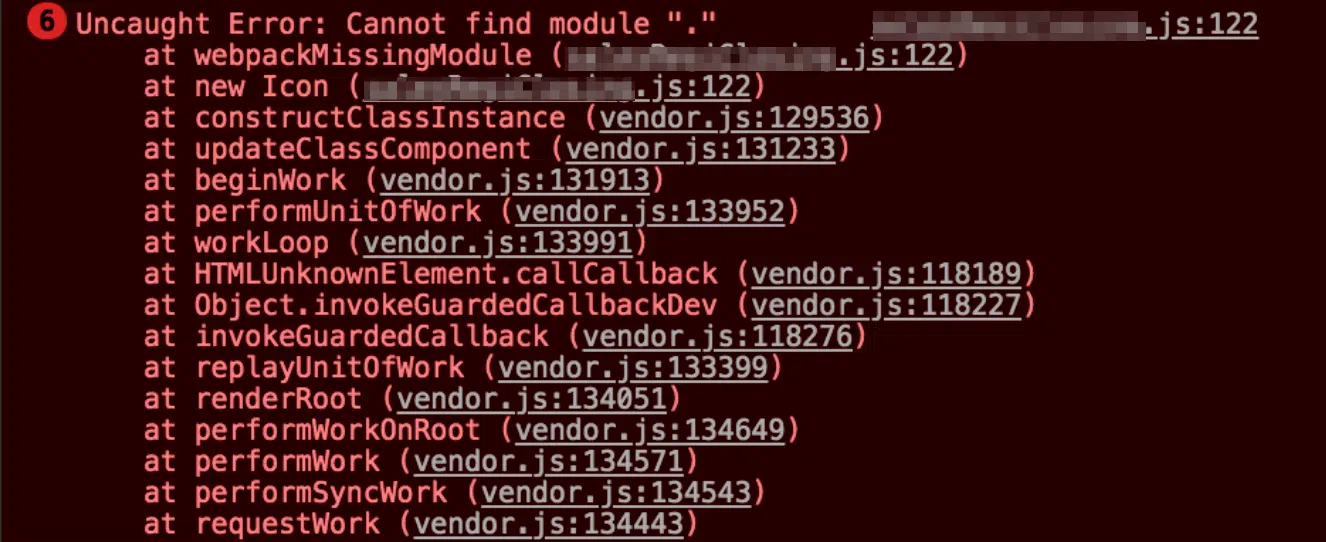 6 Uncaught Error: Cannot find module "." .js:122
at webpackMissingModule ( .js:122)
at new Icon ( .js:122)
at constructClassInstance (vendor.js:129536)
at updateClassComponent (vendor.js:131233)
at beginWork (vendor.js:131913)
at performUnitOfWork (vendor.js:133952)
at workLoop (vendor.js:133991)
at HTMLUnknownElement.callCallback (vendor.js:118189)
at Object.invokeGuardedCallbackDev (vendor.js:118227)
at invokeGuardedCallback (vendor.js:118276)
at replayUnitOfWork (vendor.js:133399)
at renderRoot (vendor.js:134051)
at performWorkOnRoot (vendor.js:134649)
at performWork (vendor.js:134571)
at performSyncWork (vendor.js:134543)
at requestWork (vendor.js:134443)